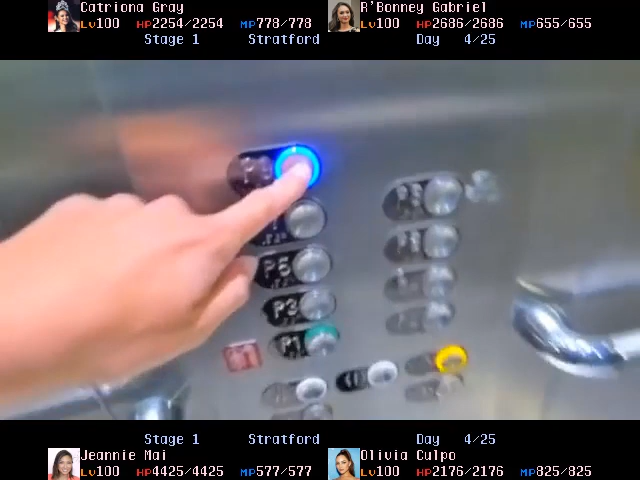 Catriona Gray
Lv100 HP2254/2254 MP778/778
R'Bonney Gabriel
Lv100 HP2686/2686 MP655/655
Stage 1 Stratford Day 4/25
P5
P3
P1
Stage 1 Stratford Day 4/25
Jeannie Mai
Lv100 HP4425/4425 MP577/577
Olivia Culpo
Lv100 HP2176/2176 MP825/825